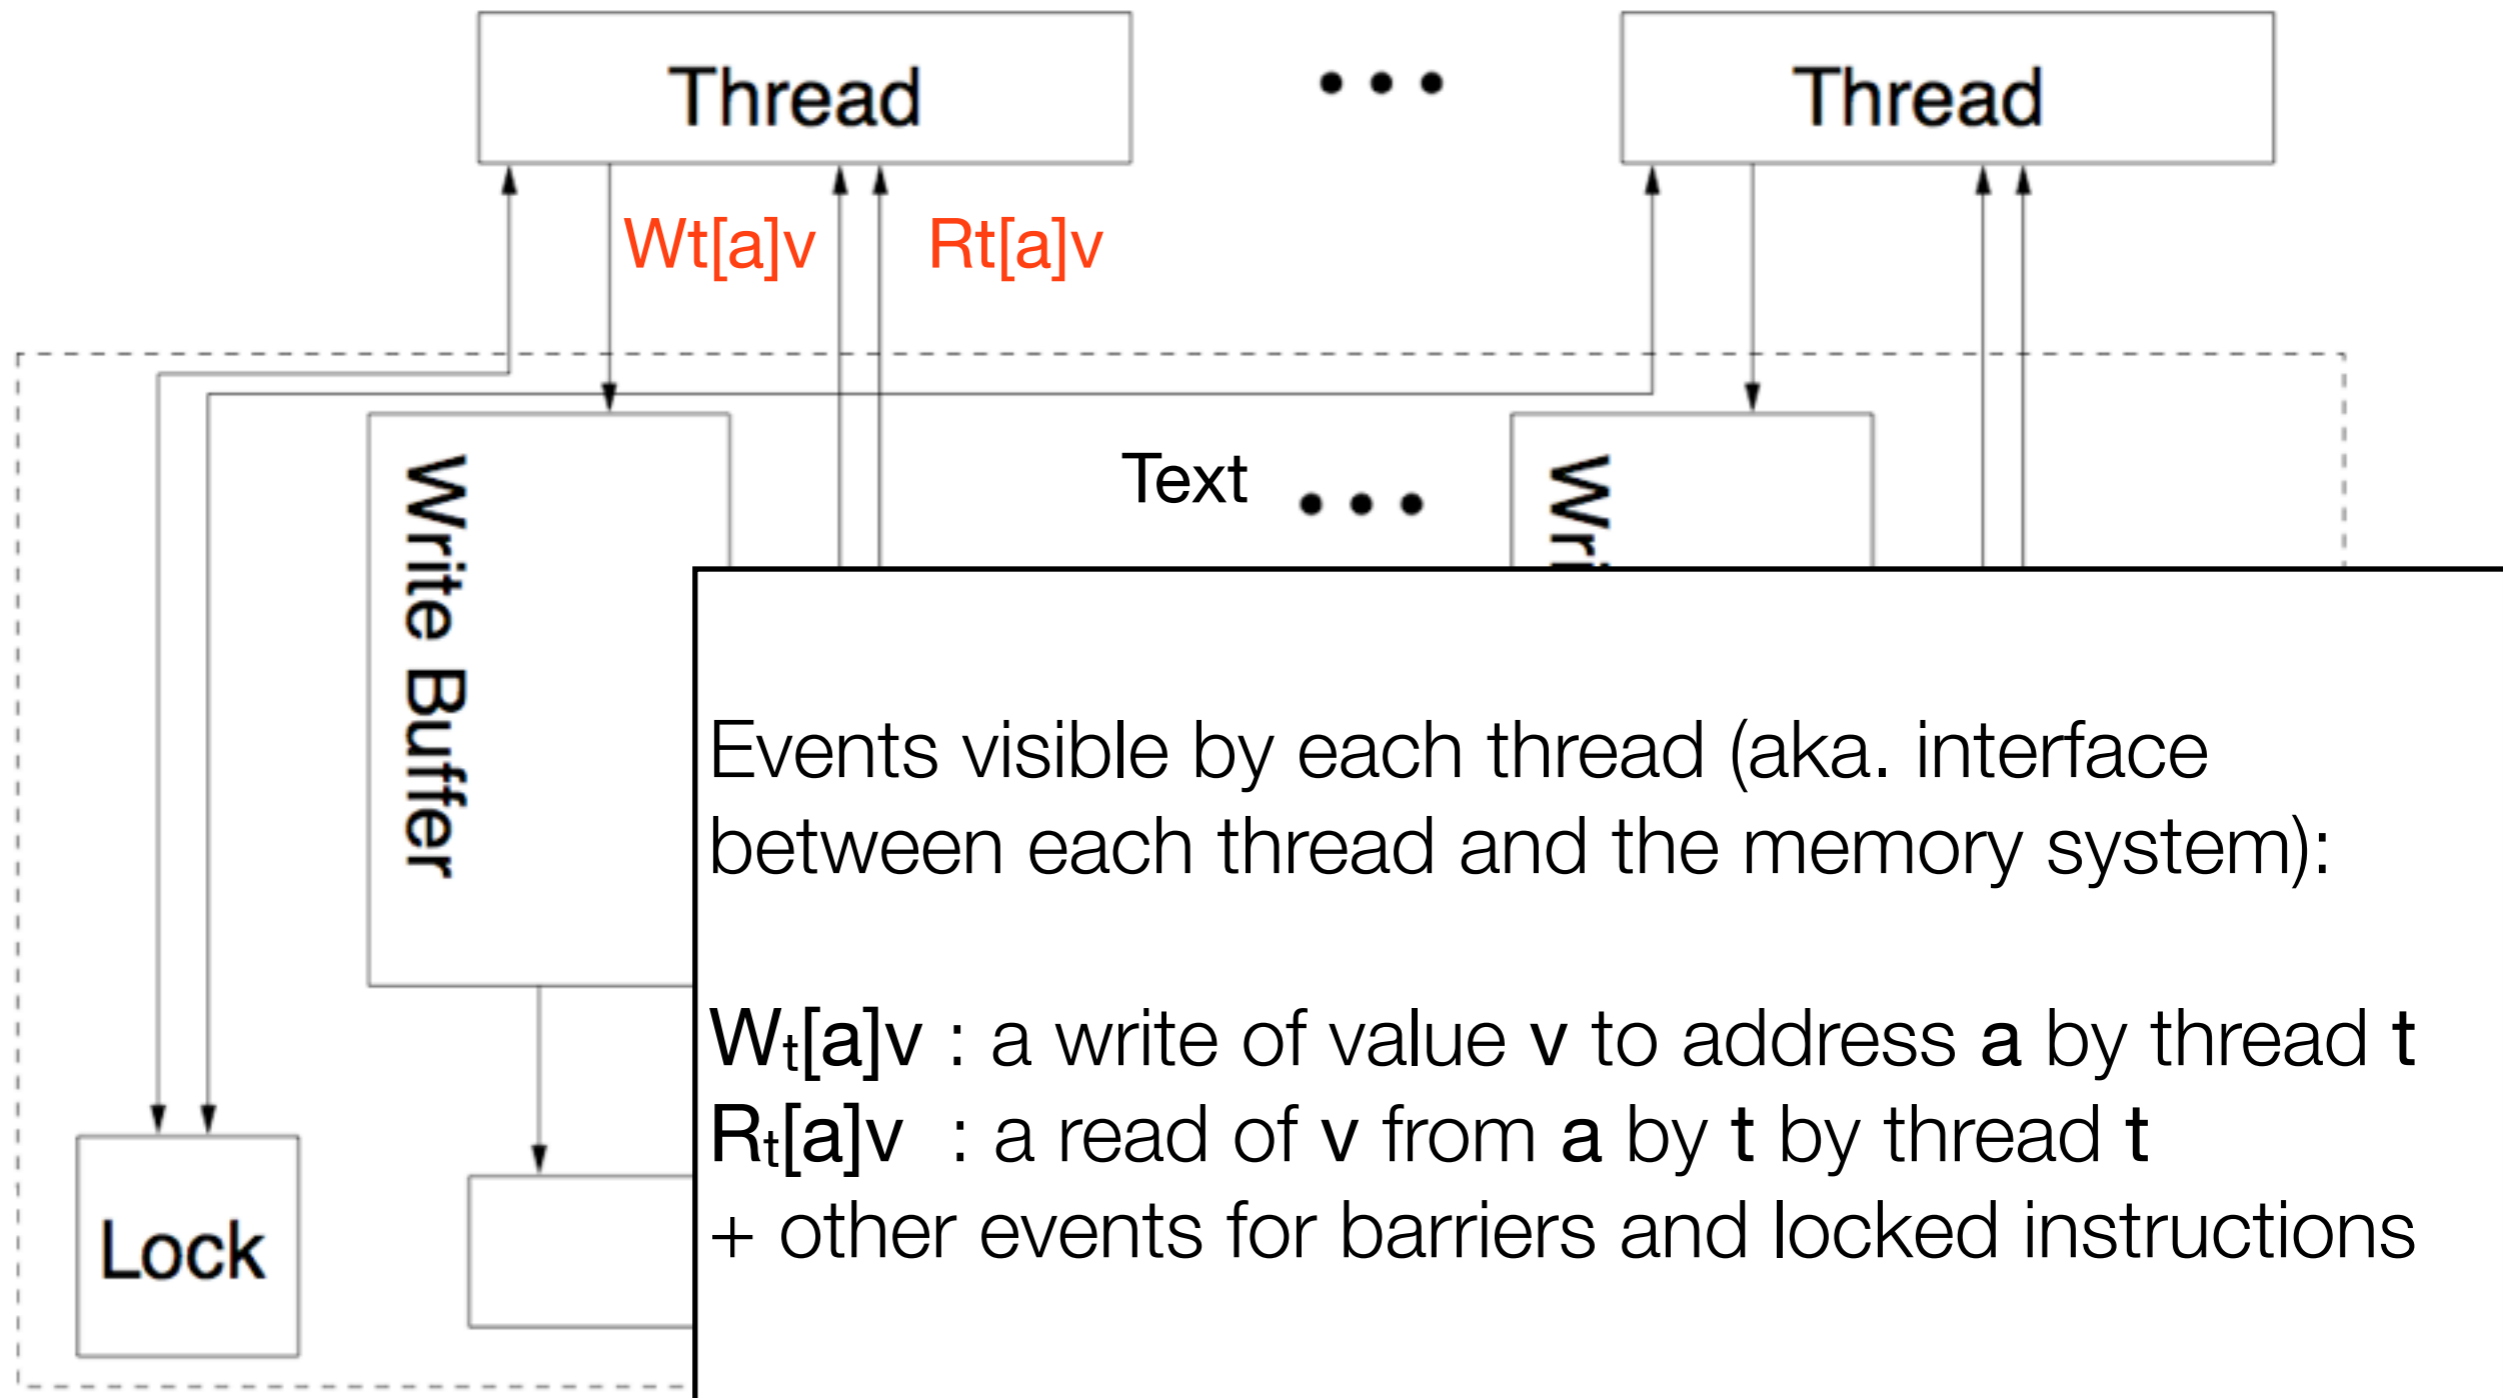 Thread
• • •
Thread
Wt[a]v
Rt[a]v
Text
• • •
Write Buffer
Wri
Events visible by each thread (aka. interface
between each thread and the memory system):
Wt[a]v : a write of value v to address a by thread t
Rt[a]v : a read of v from a by t by thread t
+ other events for barriers and locked instructions
Lock